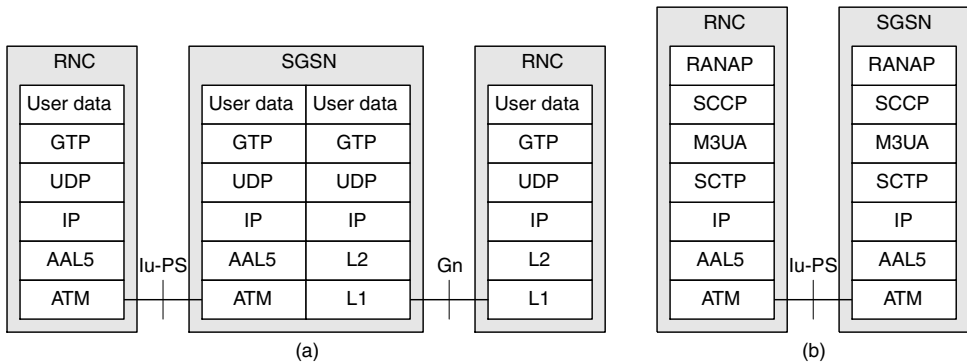 RNC
User data
GTP
UDP
IP
AAL5
ATM
Iu-PS
SGSN
User data User data
GTP GTP
UDP UDP
IP IP
AAL5 L2
ATM L1
Gn
RNC
User data
GTP
UDP
IP
L2
L1
(a)
RNC
RANAP
SCCP
M3UA
SCTP
IP
AAL5
ATM
Iu-PS
SGSN
RANAP
SCCP
M3UA
SCTP
IP
AAL5
ATM
(b)